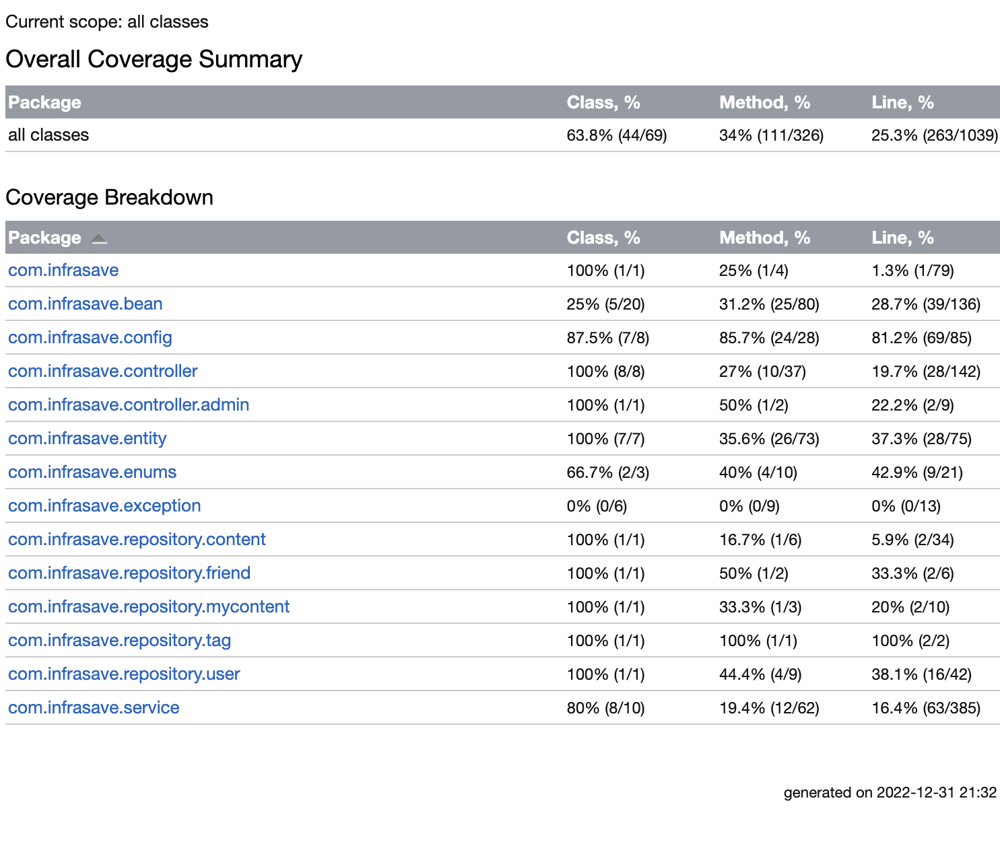 Current scope: all classes
Overall Coverage Summary
Package Class, % Method, % Line, %
all classes 63.8% (44/69) 34% (111/326) 25.3% (263/1039)
Coverage Breakdown
Package Class, % Method, % Line, %
com.infrasave 100% (1/1) 25% (1/4) 1.3% (1/79)
com.infrasave.bean 25% (5/20) 31.2% (25/80) 28.7% (39/136)
com.infrasave.config 87.5% (7/8) 85.7% (24/28) 81.2% (69/85)
com.infrasave.controller 100% (8/8) 27% (10/37) 19.7% (28/142)
com.infrasave.controller.admin 100% (1/1) 50% (1/2) 22.2% (2/9)
com.infrasave.entity 100% (7/7) 35.6% (26/73) 37.3% (28/75)
com.infrasave.enums 66.7% (2/3) 40% (4/10) 42.9% (9/21)
com.infrasave.exception 0% (0/6) 0% (0/9) 0% (0/13)
com.infrasave.repository.content 100% (1/1) 16.7% (1/6) 5.9% (2/34)
com.infrasave.repository.friend 100% (1/1) 50% (1/2) 33.3% (2/6)
com.infrasave.repository.mycontent 100% (1/1) 33.3% (1/3) 20% (2/10)
com.infrasave.repository.tag 100% (1/1) 100% (1/1) 100% (2/2)
com.infrasave.repository.user 100% (1/1) 44.4% (4/9) 38.1% (16/42)
com.infrasave.service 80% (8/10) 19.4% (12/62) 16.4% (63/385)
generated on 2022-12-31 21:32